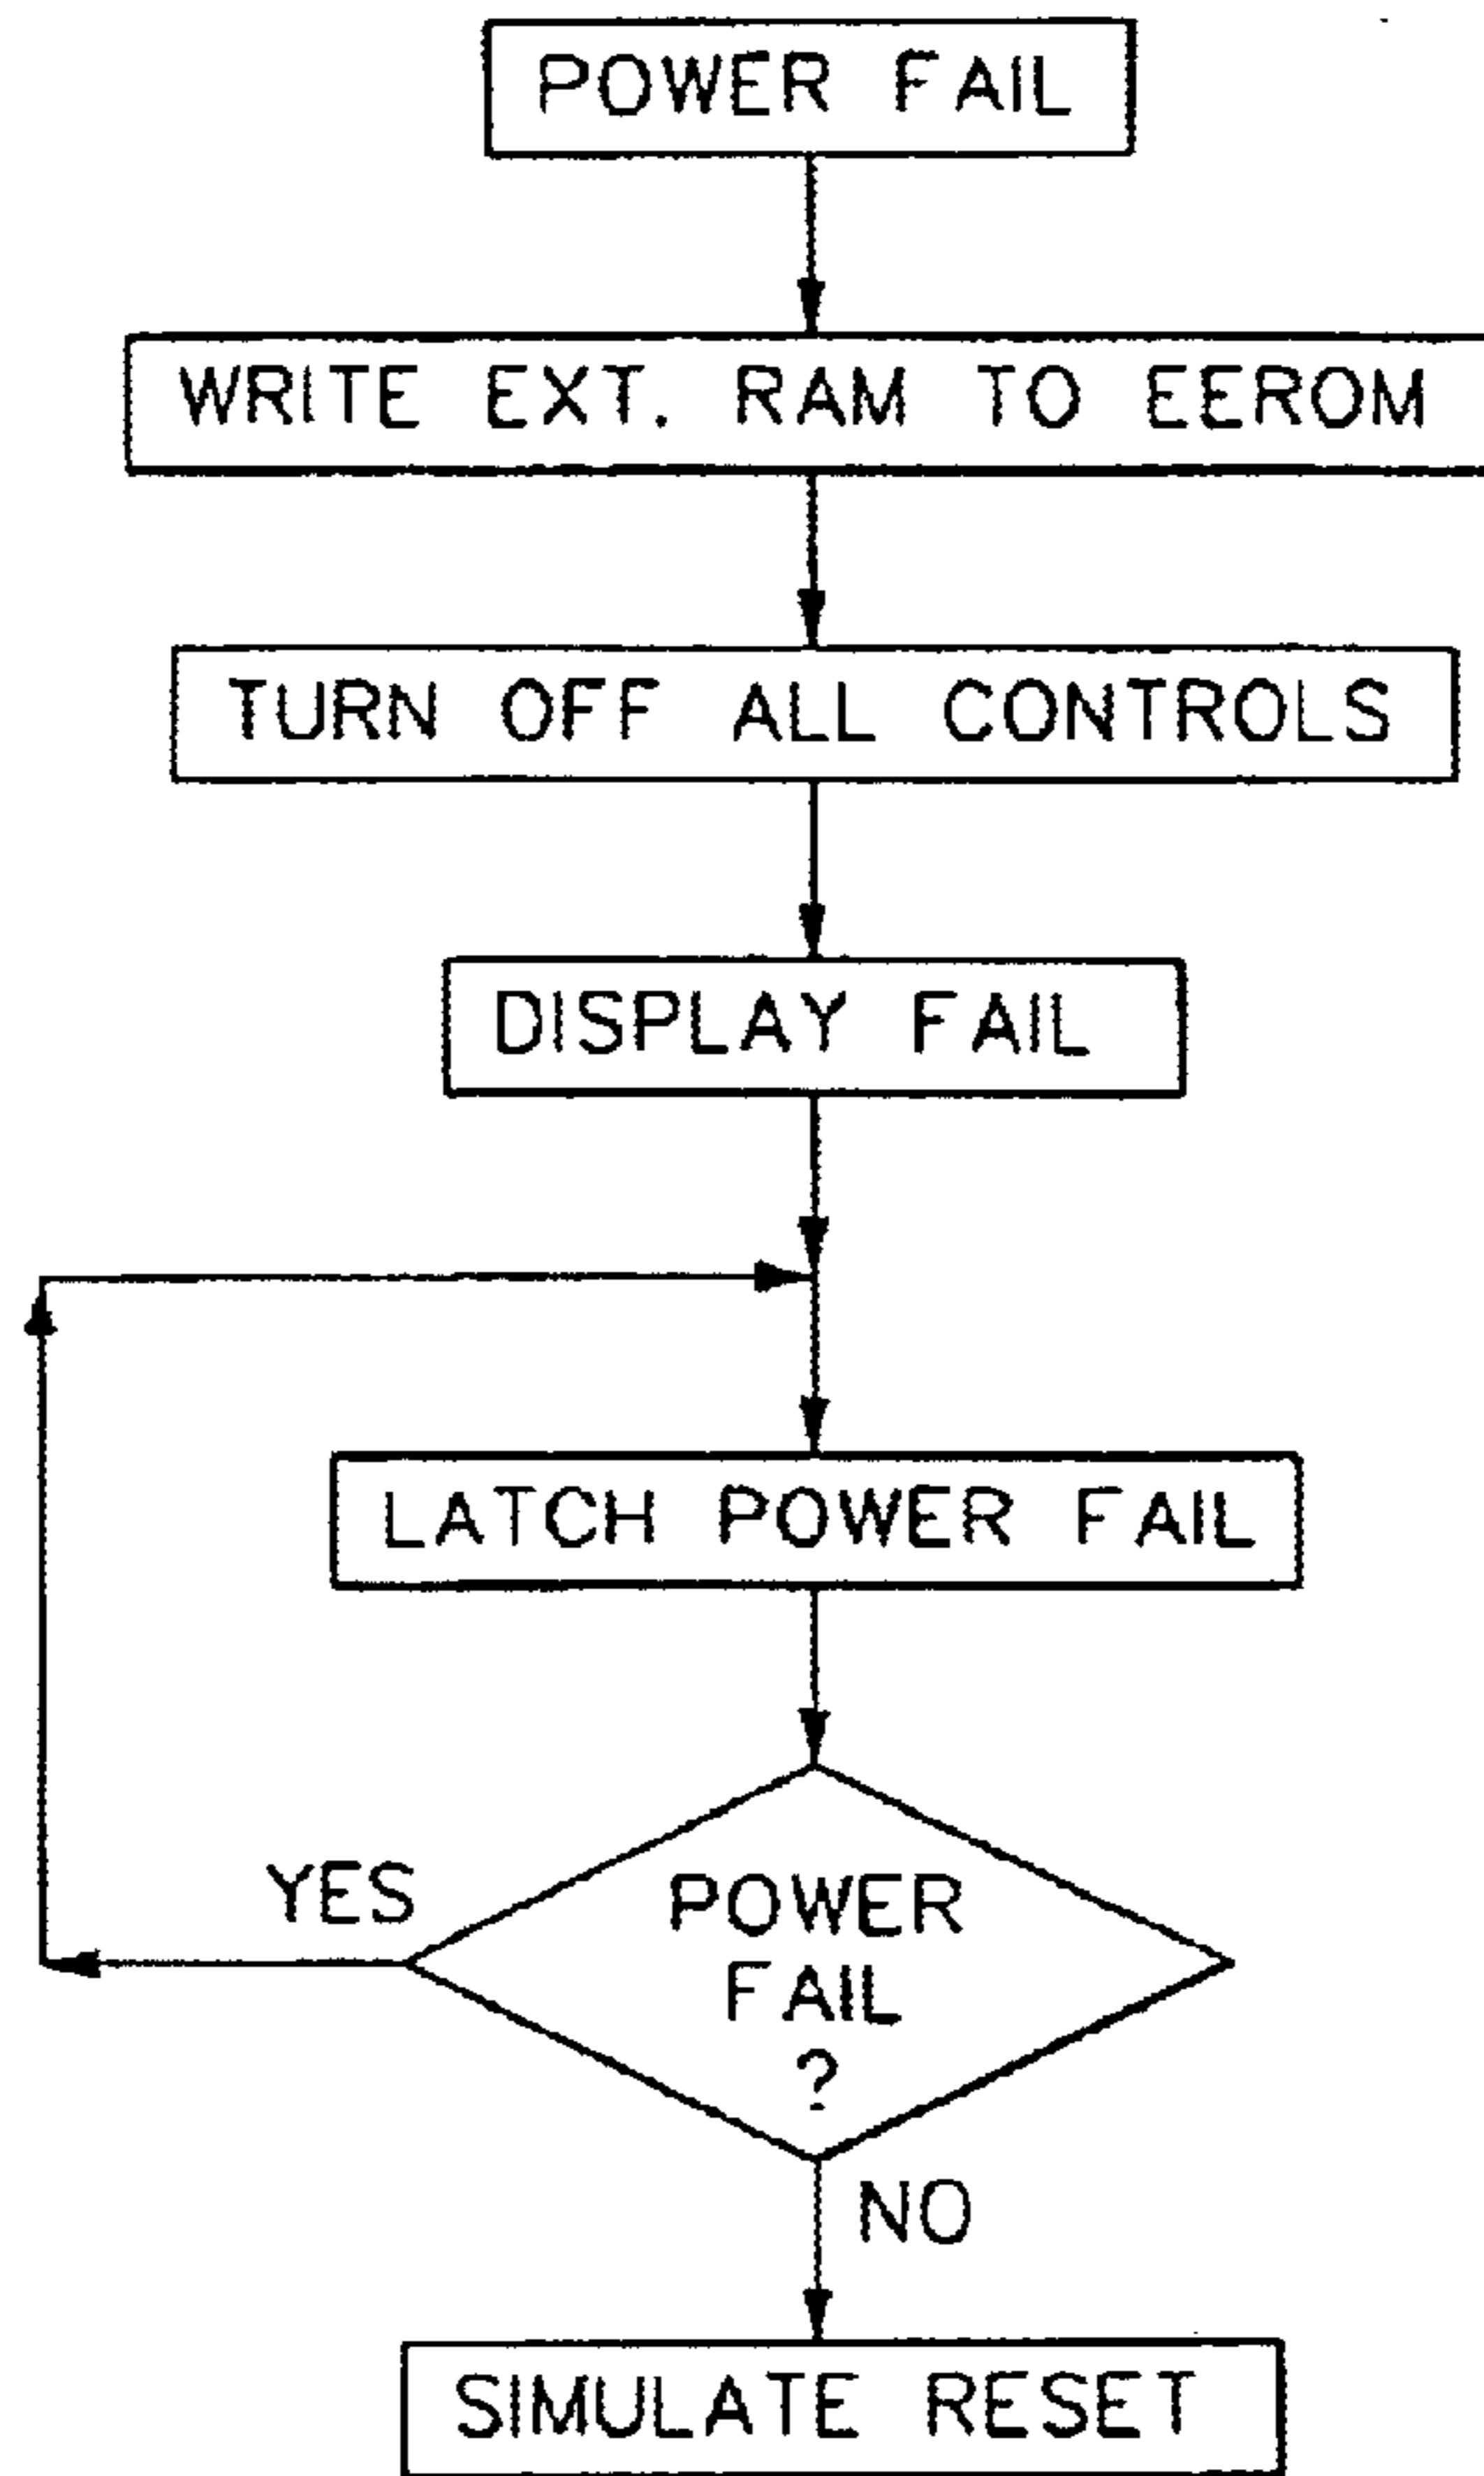 POWER FAIL
WRITE EXT. RAM TO EEROM
TURN OFF ALL CONTROLS
DISPLAY FAIL
LATCH POWER FAIL
YES
POWER
FAIL
?
NO
SIMULATE RESET